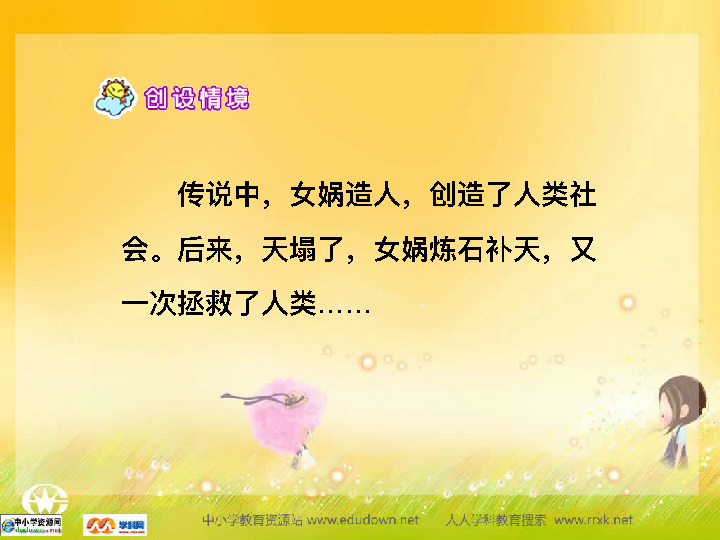 创设情境
传说中，女娲造人，创造了人类社
会。后来，天塌了，女娲炼石补天，又
一次拯救了人类……
中小学教育资源站 www.edudown.net 人人学科教育搜索 www.rrxk.net
中小学资源网
学科网